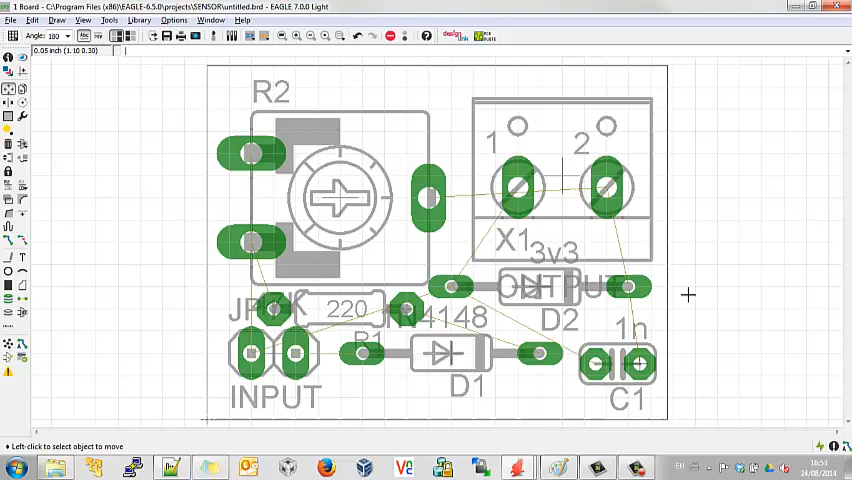 1 Board - C:\Program Files (x86)\EAGLE-6.5.0\projects\SENSOR\untitled.brd - EAGLE 7.0.0 Light
File Edit Draw View Tools Library Options Window Help
Angle: 180
0.05 inch (1.10 0.30)
R2
1 2
X1
3v3
OUTPUT
D2
220
1N4148
R1
1n
INPUT
D1
C1
Left-click to select object to move
EN
16:53
24/08/2014